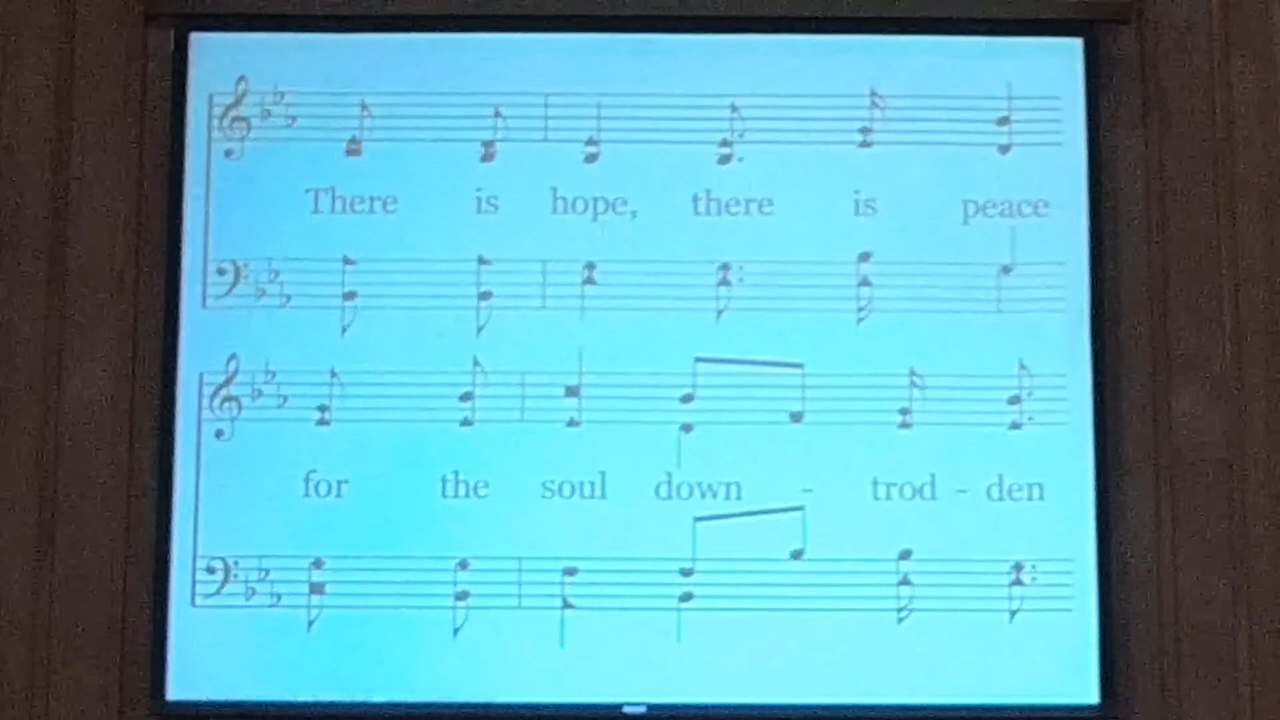 There is hope, there is peace
for the soul down - trod - den